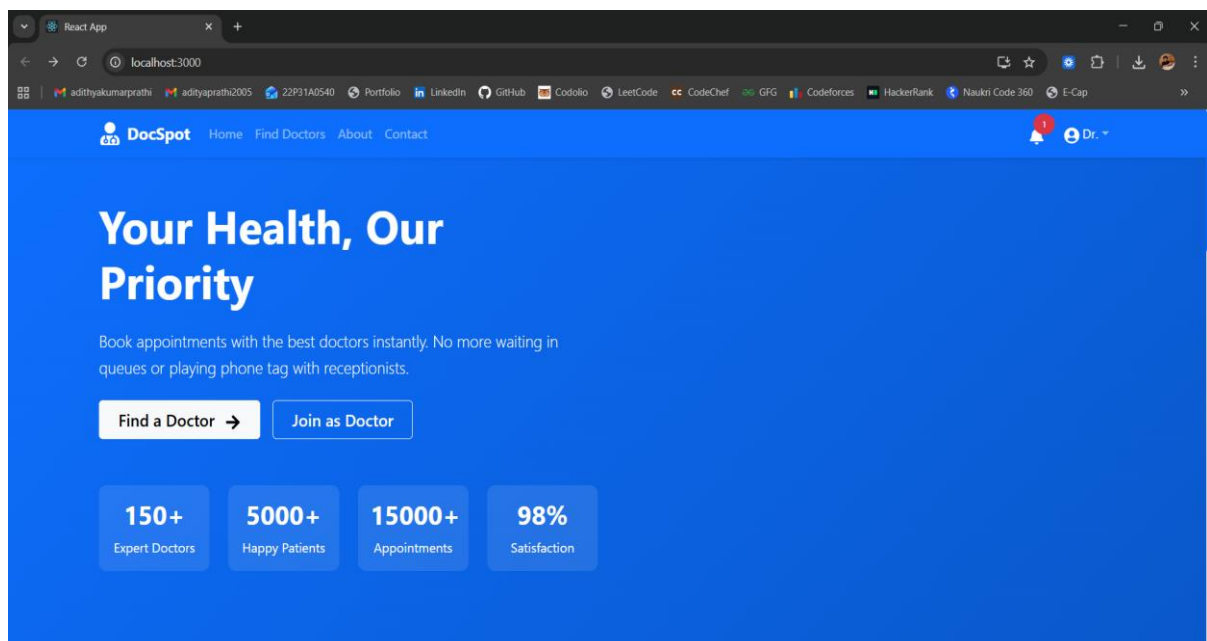 React App
localhost:3000
adithyakumarprathi adityaprathi2005 22P31A0540 Portfolio LinkedIn GitHub Codolio LeetCode CodeChef GFG Codeforces HackerRank Naukri Code 360 E-Cap
DocSpot Home Find Doctors About Contact 1 Dr.
Your Health, Our
Priority
Book appointments with the best doctors instantly. No more waiting in
queues or playing phone tag with receptionists.
Find a Doctor → Join as Doctor
150+ 5000+ 15000+ 98%
Expert Doctors Happy Patients Appointments Satisfaction